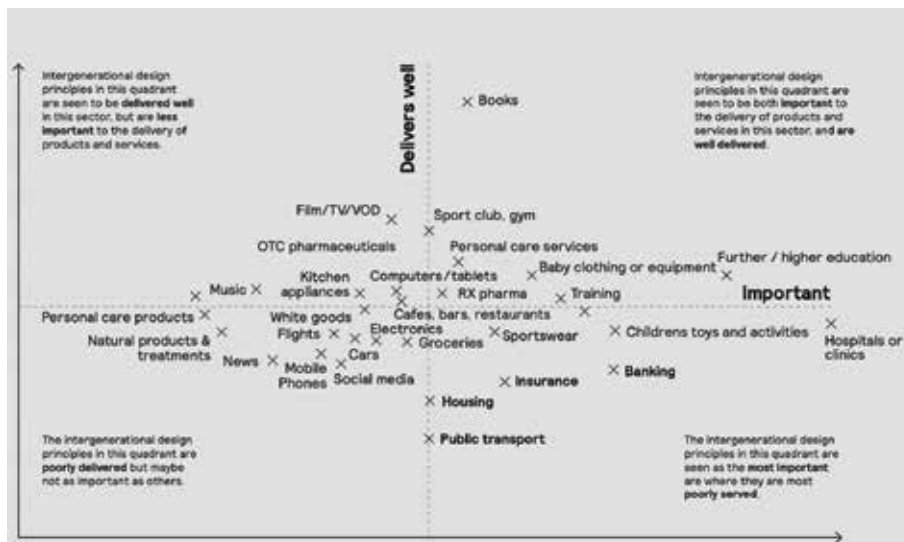 Intergenerational design
principles in this quadrant
are seen to be delivered well
in this sector, but are less
important to the delivery of
products and services.
Delivers well
Books
Intergenerational design
principles in this quadrant are
seen to be both important to
the delivery of products and
services in this sector, and are
well delivered.
Film/TV/VOD
Sport club, gym
OTC pharmaceuticals
Personal care services
Further / higher education
Baby clothing or equipment
Music
Kitchen
appliances
Computers/tablets
RX pharma
Training
Important
Personal care products
White goods
Cafes, bars, restaurants
Natural products &
treatments
Flights
Electronics
Groceries
Sportswear
Childrens toys and activities
Hospitals or
clinics
News
Mobile
Phones
Cars
Social media
Insurance
Banking
Housing
Public transport
The intergenerational design
principles in this quadrant are
poorly delivered but maybe
not as important as others.
The intergenerational design
principles in this quadrant are
seen as the most important
are where they are most
poorly served.